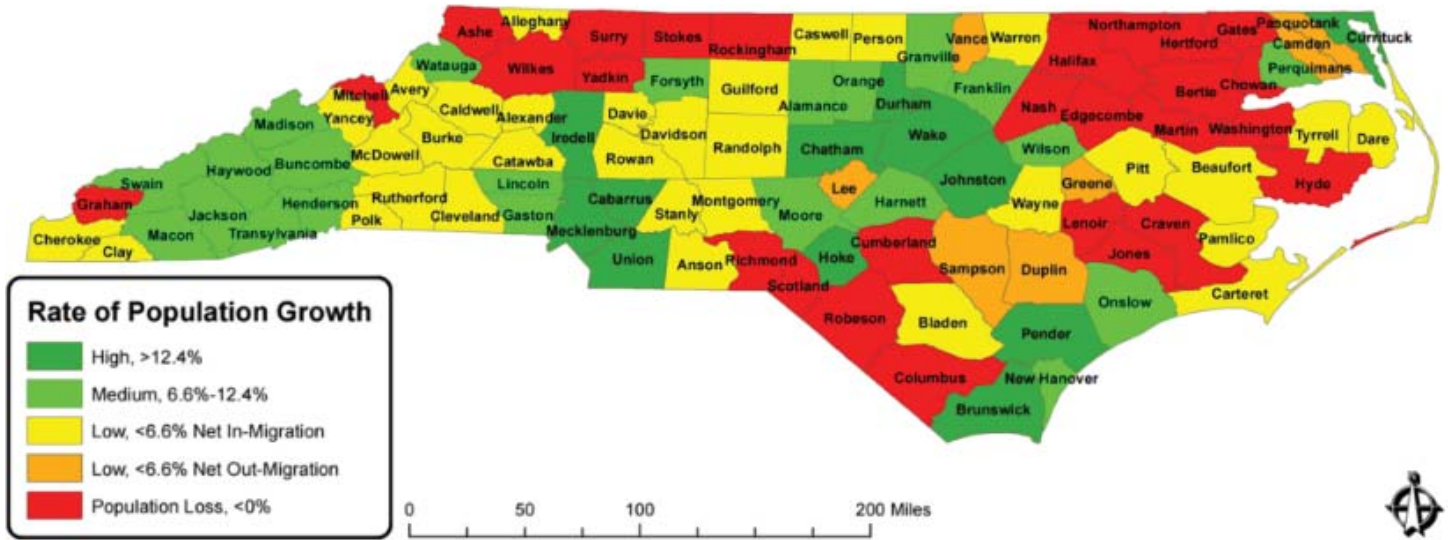 Alleghany
Ashe
Surry
Stokes
Rockingham
Caswell
Person
Vance
Warren
Granville
Northampton
Gates
Pasquotank
Camden
Currituck
Hertford
Halifax
Watauga
Wilkes
Yadkin
Forsyth
Guilford
Orange
Alamance
Durham
Franklin
Perquimans
Chowan
Bertie
Nash
Edgecombe
Mitchell
Avery
Yancey
Caldwell
Alexander
Davie
Iredell
Madison
Burke
Davidson
Wake
Martin
Washington
Tyrrell
Dare
Haywood
Buncombe
McDowell
Catawba
Rowan
Randolph
Chatham
Wilson
Pitt
Beaufort
Swain
Graham
Lincoln
Lee
Johnston
Greene
Hyde
Jackson
Henderson
Rutherford
Cabarrus
Montgomery
Harnett
Wayne
Macon
Transylvania
Polk
Cleveland
Gaston
Stanly
Moore
Lenoir
Craven
Cherokee
Clay
Mecklenburg
Union
Anson
Richmond
Hoke
Cumberland
Sampson
Duplin
Jones
Pamlico
Scotland
Robeson
Bladen
Onslow
Carteret
Pender
Columbus
New Hanover
Brunswick
Rate of Population Growth
High, >12.4%
Medium, 6.6%-12.4%
Low, <6.6% Net In-Migration
Low, <6.6% Net Out-Migration
Population Loss, <0%
0 50 100 200 Miles